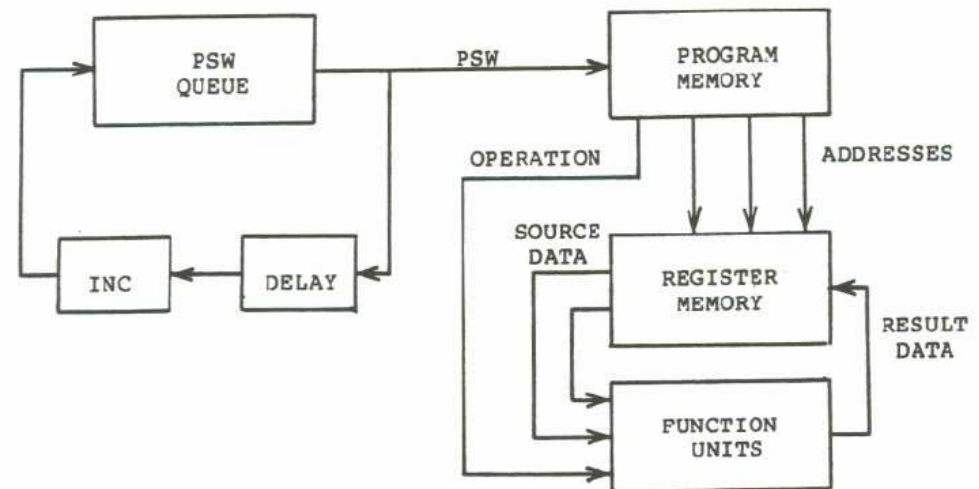 PSW
QUEUE
PSW
PROGRAM
MEMORY
OPERATION
ADDRESSES
SOURCE
DATA
INC
DELAY
REGISTER
MEMORY
RESULT
DATA
FUNCTION
UNITS